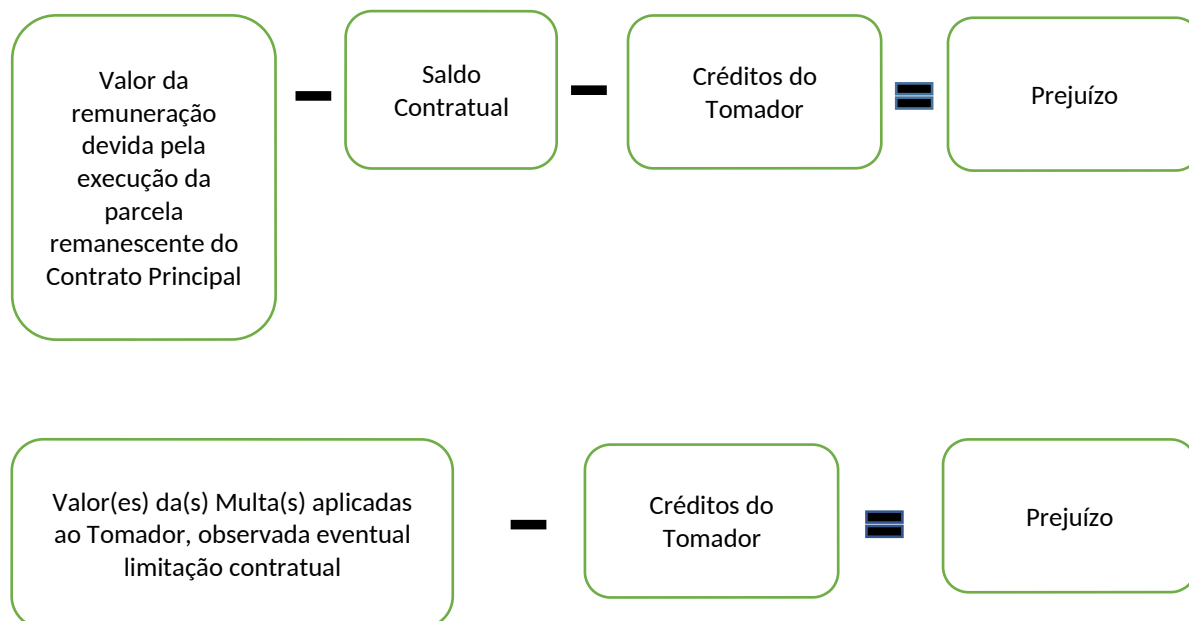 Valor da
remuneração
devida pela
execução da
parcela
remanescente do
Contrato Principal
Saldo
Contratual
Créditos do
Tomador
Prejuízo
Valor(es) da(s) Multa(s) aplicadas
ao Tomador, observada eventual
limitação contratual
Créditos do
Tomador
Prejuízo